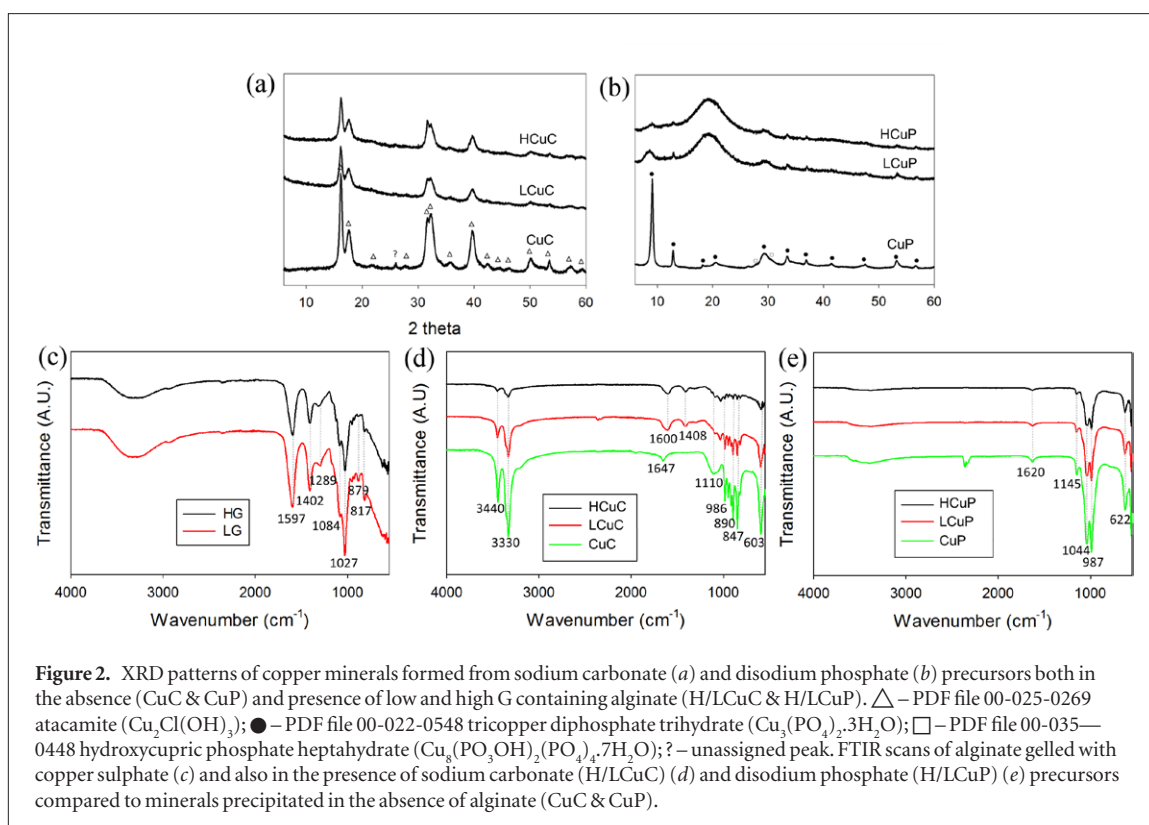 (a)
HCuC
LCuC
CuC
?
10 20 30 40 50 60
2 theta
(b)
HCuP
LCuP
CuP
10 20 30 40 50 60
(c)
Transmittance (A.U.)
1289
879
1402
817
1597
1084
1027
HG
LG
4000 3000 2000 1000
Wavenumber (cm-1)
(d)
Transmittance (A.U)
1600 1408
1647
1110
3440
986
890
3330
847
603
HCuC
LCuC
CuC
4000 3000 2000 1000
Wavenumber (cm-1)
(e)
Transmittance (A.U.)
1620
1145
622
1044
987
HCuP
LCuP
CuP
4000 3000 2000 1000
Wavenumber (cm-1)
Figure 2. XRD patterns of copper minerals formed from sodium carbonate (a) and disodium phosphate (b) precursors both in
the absence (CuC & CuP) and presence of low and high G containing alginate (H/LCuC & H/LCuP). △ – PDF file 00-025-0269
atacamite (Cu2Cl(OH)3); ● – PDF file 00-022-0548 tricopper diphosphate trihydrate (Cu3(PO4)2.3H2O); □ – PDF file 00-035—
0448 hydroxycupric phosphate heptahydrate (Cu8(PO3OH)2(PO4)4.7H2O); ? – unassigned peak. FTIR scans of alginate gelled with
copper sulphate (c) and also in the presence of sodium carbonate (H/LCuC) (d) and disodium phosphate (H/LCuP) (e) precursors
compared to minerals precipitated in the absence of alginate (CuC & CuP).